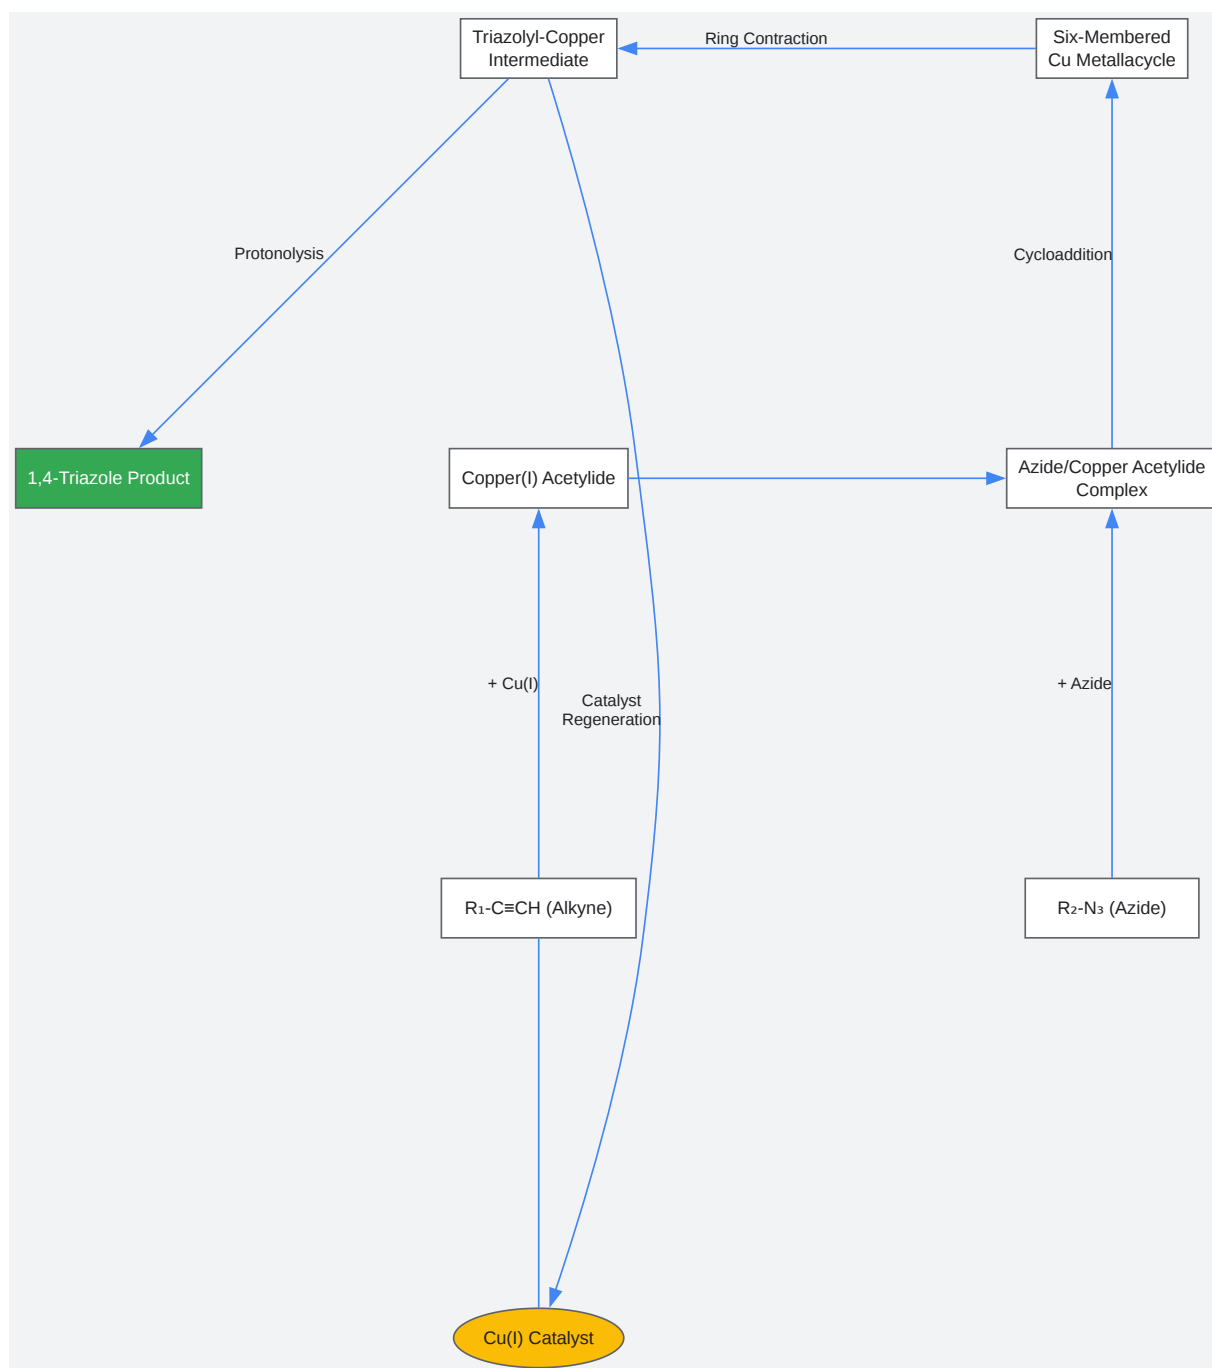 Triazolyl-Copper
Intermediate
Ring Contraction
Six-Membered
Cu Metallacycle
Protonolysis
Cycloaddition
1,4-Triazole Product
Copper(I) Acetylide
Azide/Copper Acetylide
Complex
+ Cu(I)
Catalyst
Regeneration
+ Azide
R₁-C≡CH (Alkyne)
R₂-N₃ (Azide)
Cu(I) Catalyst